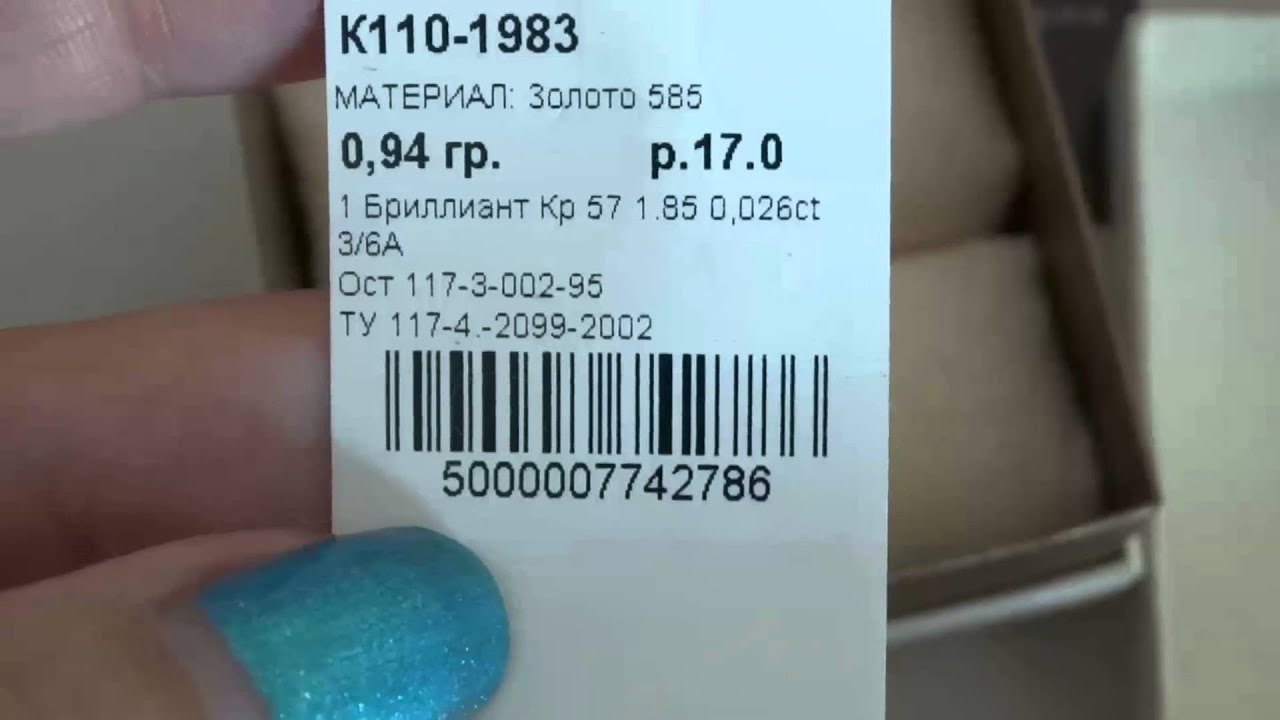 К110-1983
МАТЕРИАЛ: Золото 585
0,94 гр. р.17.0
1 Бриллиант Кр 57 1.85 0,026ct
3/6А
Ост 117-3-002-95
ТУ 117-4.-2099-2002
5000007742786